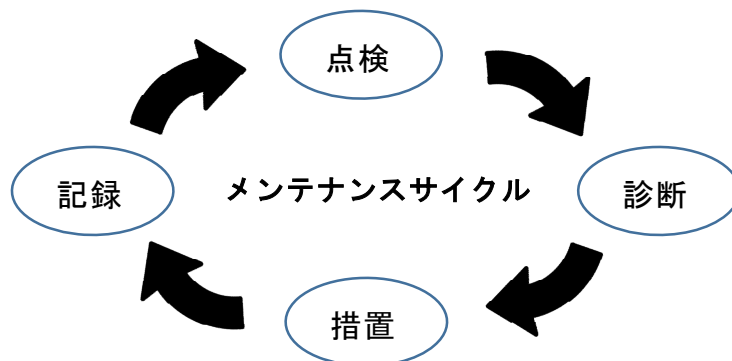 点検
記録
メンテナンスサイクル
診断
措置